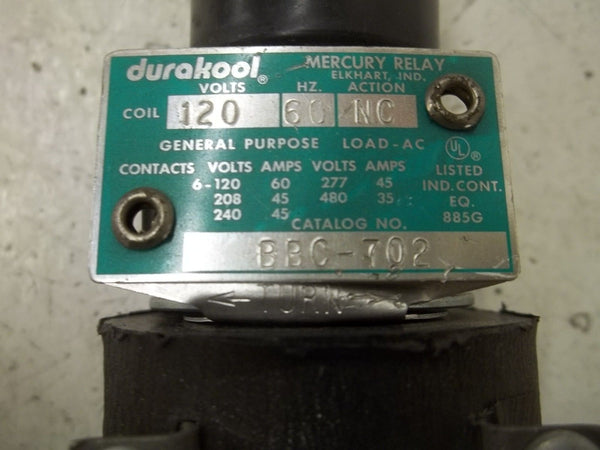 durakool® MERCURY RELAY
ELKHART, IND.
VOLTS HZ. ACTION
COIL 120 60 NC
GENERAL PURPOSE LOAD-AC
UL®
CONTACTS VOLTS AMPS VOLTS AMPS LISTED
6-120 60 277 45 IND.CONT.
208 45 480 35 EQ.
240 45 885G
CATALOG NO.
BBC-702
← TURN →